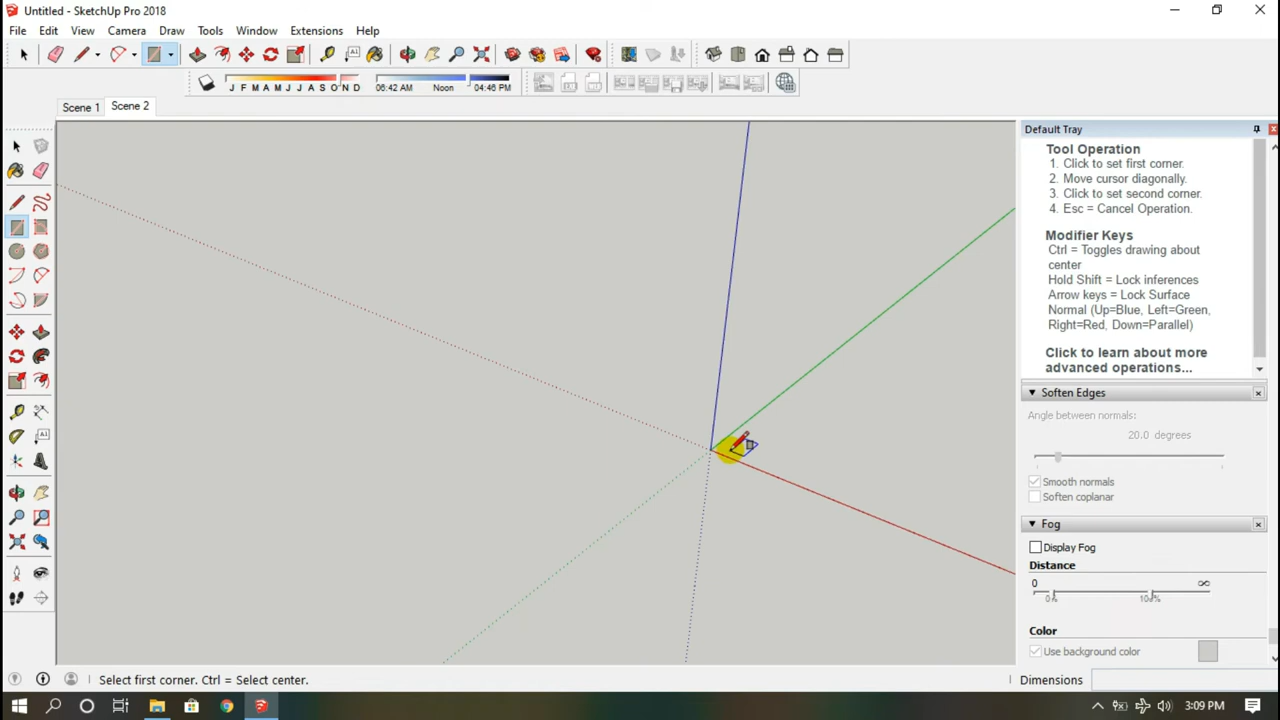 Untitled - SketchUp Pro 2018
File Edit View Camera Draw Tools Window Extensions Help
J F M A M J J A S O N D
06:42 AM Noon 04:46 PM
Scene 1 Scene 2
Default Tray
Tool Operation
1. Click to set first corner.
2. Move cursor diagonally.
3. Click to set second corner.
4. Esc = Cancel Operation.
Modifier Keys
Ctrl = Toggles drawing about
center
Hold Shift = Lock inferences
Arrow keys = Lock Surface
Normal (Up=Blue, Left=Green,
Right=Red, Down=Parallel)
Click to learn about more
advanced operations...
Soften Edges
Angle between normals:
20.0 degrees
Smooth normals
Soften coplanar
Fog
Display Fog
Distance
0 ∞
0% 100%
Color
Use background color
Select first corner. Ctrl = Select center.
Dimensions
3:09 PM